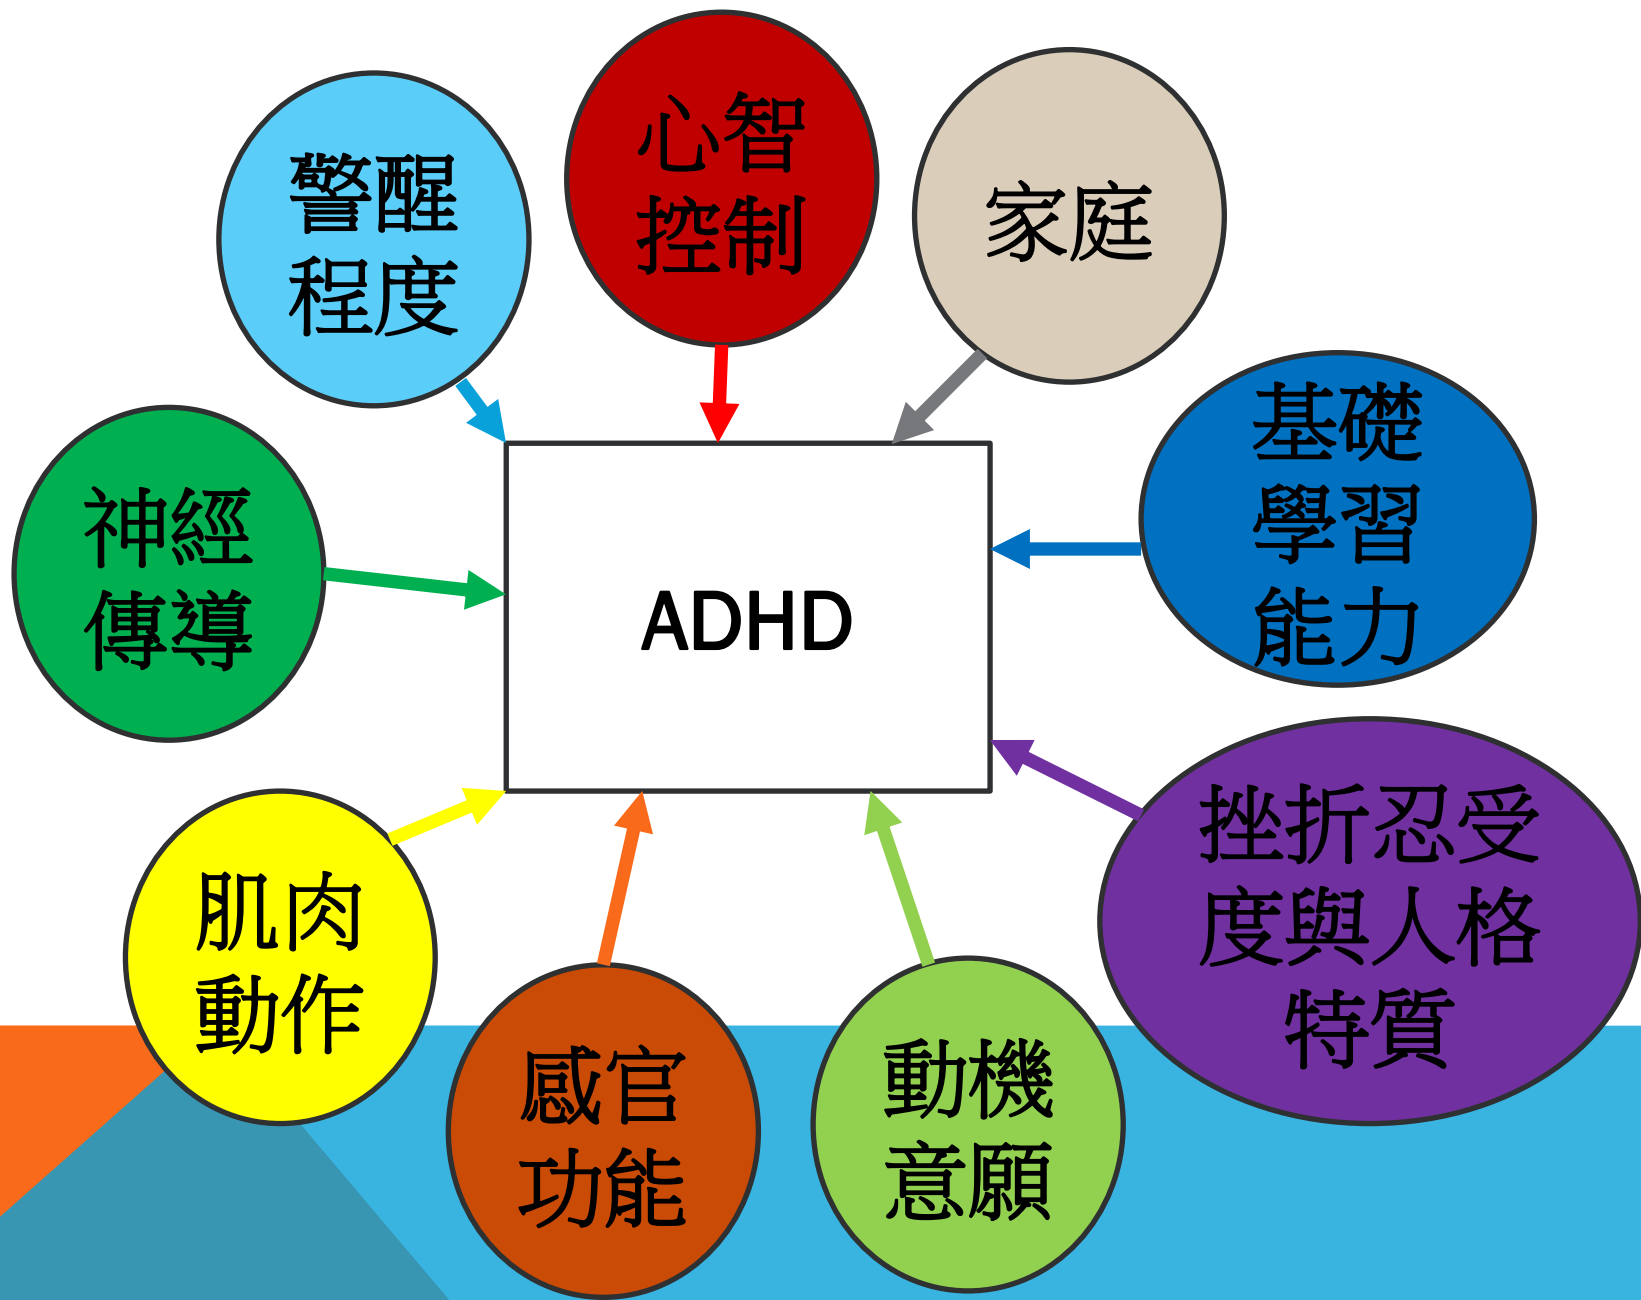 心智
控制
警醒
程度
家庭
基礎
學習
能力
神經
傳導
ADHD
挫折忍受
度與人格
特質
肌肉
動作
感官
功能
動機
意願